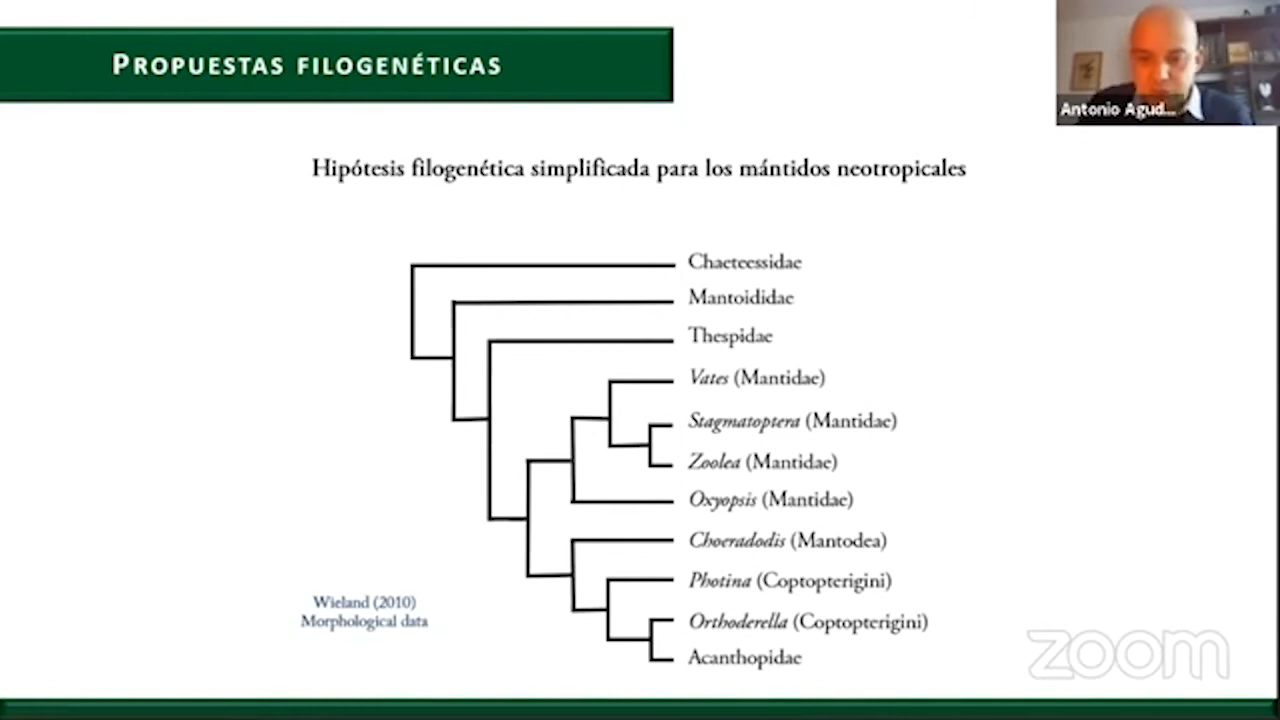 PROPUESTAS FILOGENÉTICAS
Antonio Agud...
Hipótesis filogenética simplificada para los mántidos neotropicales
Chaeteessidae
Mantoididae
Thespidae
Vates (Mantidae)
Stagmatoptera (Mantidae)
Zoolea (Mantidae)
Oxyopsis (Mantidae)
Choeradodis (Mantodea)
Photina (Coptopterigini)
Orthoderella (Coptopterigini)
Acanthopidae
Wieland (2010)
Morphological data
zoom